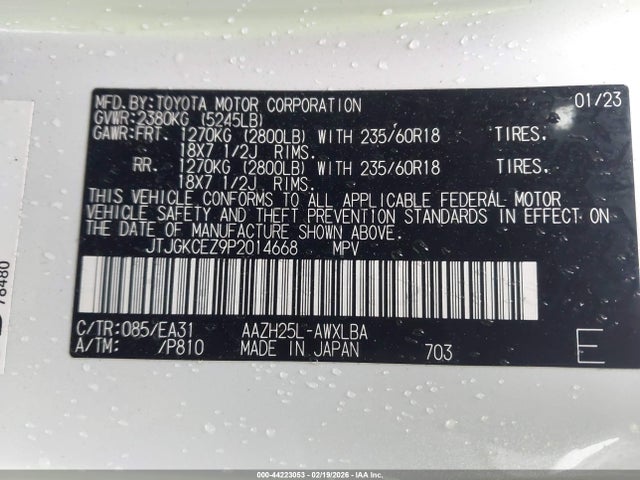 MFD.BY:TOYOTA MOTOR CORPORATION 01/23
GVWR:2380KG (5245LB)
GAWR:FRT. 1270KG (2800LB) WITH 235/60R18 TIRES.
18X7 1/2J RIMS.
RR. 1270KG (2800LB) WITH 235/60R18 TIRES.
18X7 1/2J RIMS.
THIS VEHICLE CONFORMS TO ALL APPLICABLE FEDERAL MOTOR
VEHICLE SAFETY AND THEFT PREVENTION STANDARDS IN EFFECT ON
THE DATE OF MANUFACTURE SHOWN ABOVE.
JTJGKCEZ9P2014668 MPV
C/TR:085/EA31 AAZH25L-AWXLBA
A/TM: /P810 MADE IN JAPAN 703 E
78480
000-44223053 - 02/19/2026 - IAA Inc.